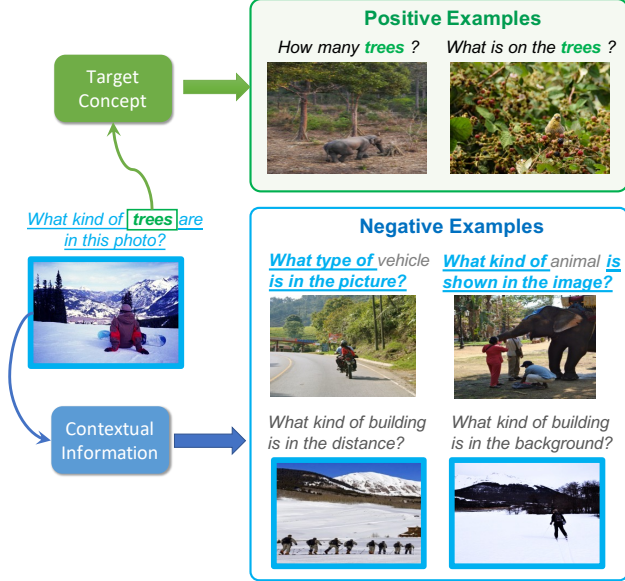 Positive Examples
How many trees ?
What is on the trees ?
Target
Concept
What kind of trees are
in this photo?
Negative Examples
What type of vehicle
is in the picture?
What kind of animal is
shown in the image?
Contextual
Information
What kind of building
is in the distance?
What kind of building
is in the background?